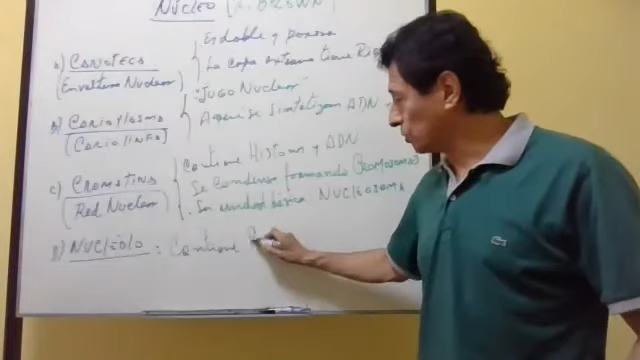 NÚCLEO (R. BROWN)
a) CARIOTECA
(Envoltura Nuclear)
Es doble y porosa
La capa externa tiene Rib
b) Carioplasma
(Cariolinfa)
"JUGO Nuclear"
Aquí se sintetizan ADN
c) CROMATINA
(Red Nuclear)
Contiene Histonas y ADN
Se condensa formando Cromosomas
. Su unidad básica NUCLEOSOMA
D) NUCLÉOLO : Contiene